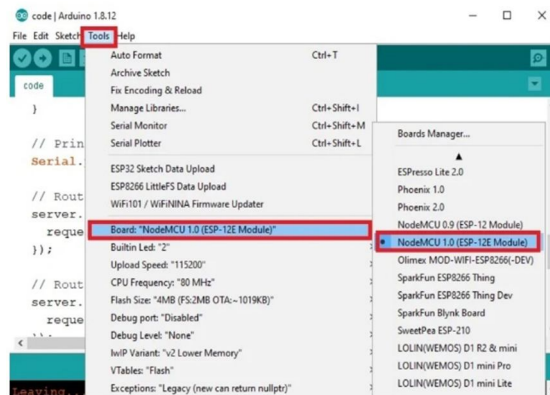 code | Arduino 1.8.12
File Edit Sketch Tools Help
code
}
// Prin
Serial.
// Rout
server.
reque
});
// Rout
server.
reque
Leaving..
Auto Format Ctrl+T
Archive Sketch
Fix Encoding & Reload
Manage Libraries... Ctrl+Shift+I
Serial Monitor Ctrl+Shift+M
Serial Plotter Ctrl+Shift+L
ESP32 Sketch Data Upload
ESP8266 LittleFS Data Upload
WiFi101 / WiFiNINA Firmware Updater
Board: "NodeMCU 1.0 (ESP-12E Module)"
Builtin Led: "2"
Upload Speed: "115200"
CPU Frequency: "80 MHz"
Flash Size: "4MB (FS:2MB OTA:~1019KB)"
Debug port: "Disabled"
Debug Level: "None"
lwIP Variant: "v2 Lower Memory"
VTables: "Flash"
Exceptions: "Legacy (new can return nullptr)"
Boards Manager...
ESPresso Lite 2.0
Phoenix 1.0
Phoenix 2.0
NodeMCU 0.9 (ESP-12 Module)
NodeMCU 1.0 (ESP-12E Module)
Olimex MOD-WIFI-ESP8266(-DEV)
SparkFun ESP8266 Thing
SparkFun ESP8266 Thing Dev
SparkFun Blynk Board
SweetPea ESP-210
LOLIN(WEMOS) D1 R2 & mini
LOLIN(WEMOS) D1 mini Pro
LOLIN(WEMOS) D1 mini Lite